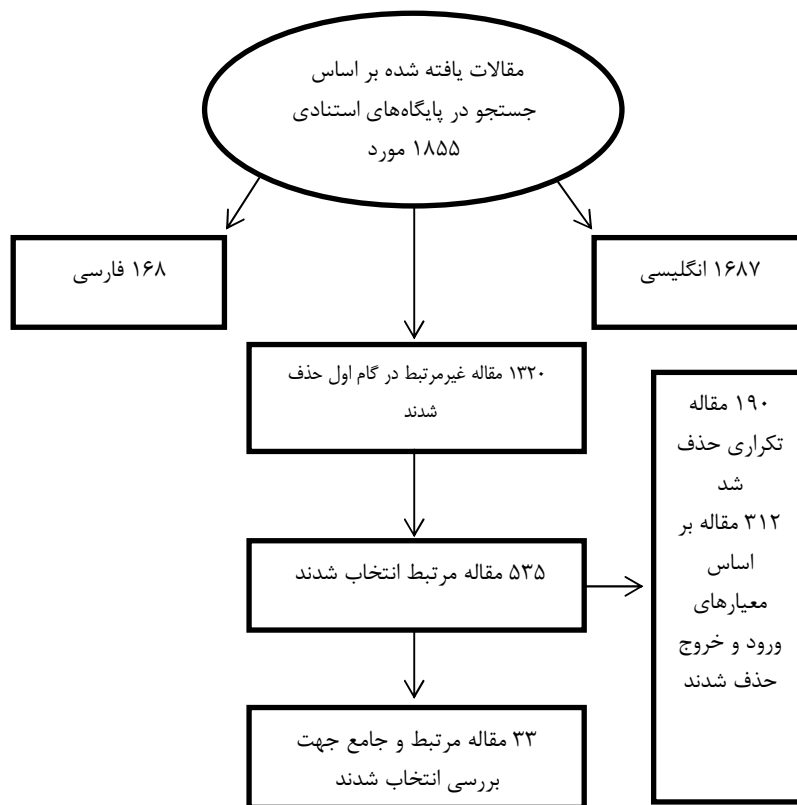 مقالات یافته شده بر اساس
جستجو در پایگاه‌های استنادی
۱۸۵۵ مورد
۱۶۸۷ انگلیسی
۱۶۸ فارسی
۱۳۲۰ مقاله غیرمرتبط در گام اول حذف
شدند
۵۳۵ مقاله مرتبط انتخاب شدند
۱۹۰ مقاله
تکراری حذف
شد
۳۱۲ مقاله بر
اساس
معیارهای
ورود و خروج
حذف شدند
۳۳ مقاله مرتبط و جامع جهت
بررسی انتخاب شدند